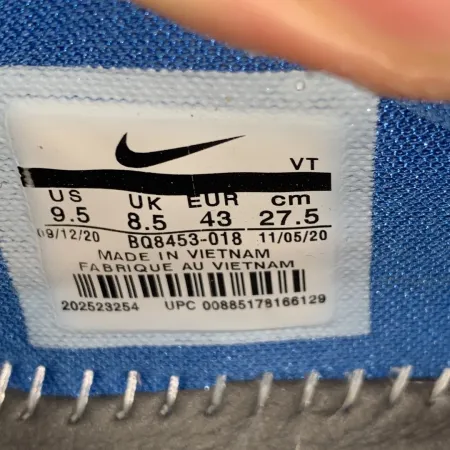 VT
US UK EUR cm
9.5 8.5 43 27.5
09/12/20 BQ8453-018 11/05/20
MADE IN VIETNAM
FABRIQUE AU VIETNAM
202523254 UPC 00885178166129